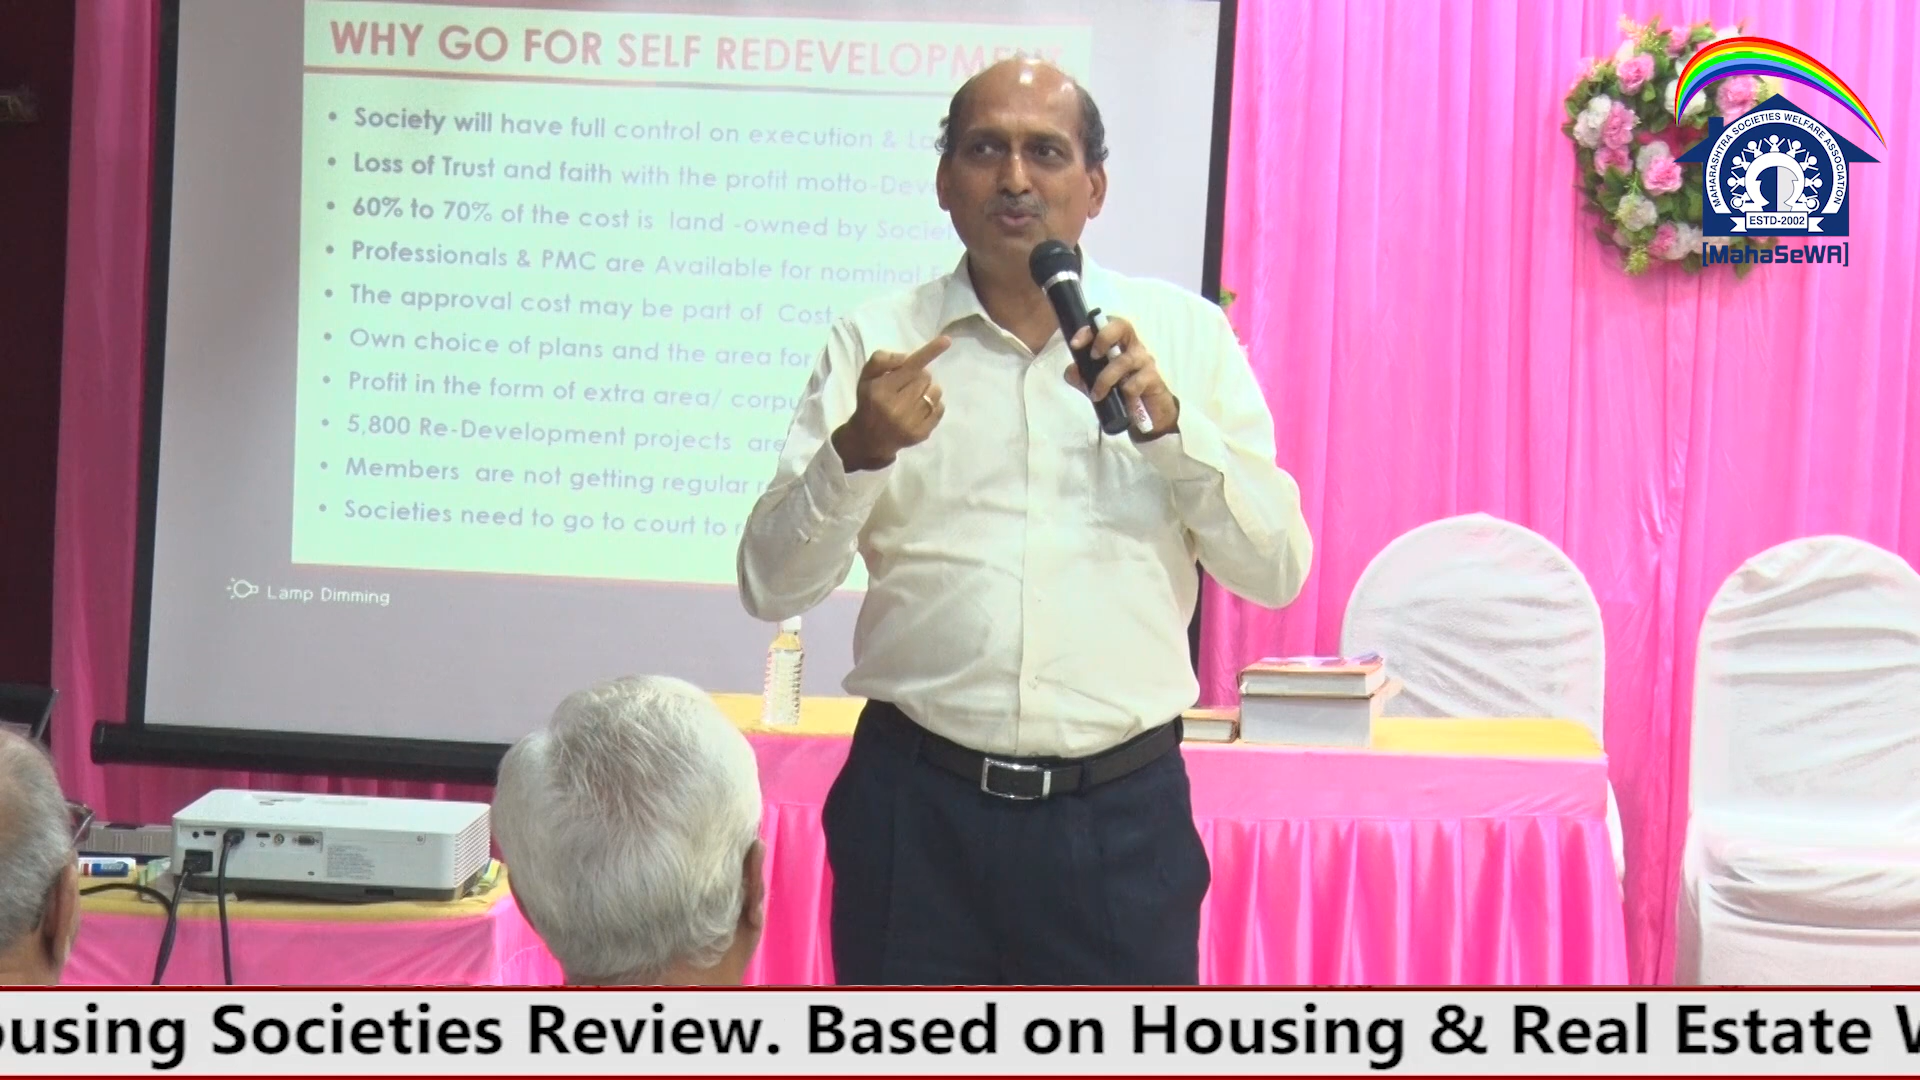 WHY GO FOR SELF REDEVELOPMENT
• Society will have full control on execution &
• Loss of Trust and faith with the profit motto-
• 60% to 70% of the cost is land -owned by
• Professionals & PMC are Available for nominal
• The approval cost may be part of Cost
• Own choice of plans and the area for
• Profit in the form of extra area/
• 5,800 Re-Development projects are
• Members are not getting regular
• Societies need to go to court to
Lamp Dimming
MAHARASHTRA SOCIETIES WELFARE ASSOCIATION
ESTD-2002
[MahaSeWA]
Societies Review. Based on Housing & Real Estate